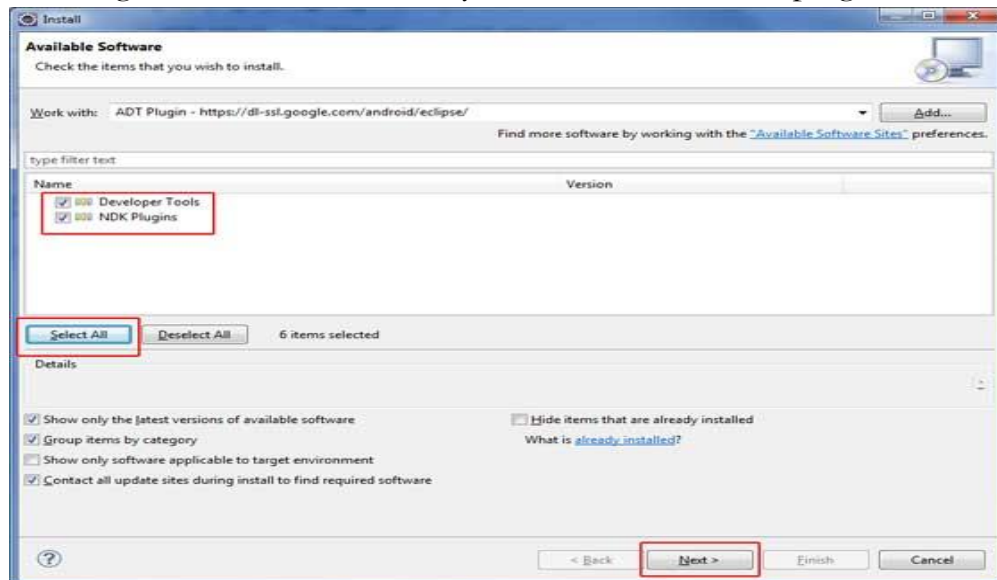 Install
Available Software
Check the items that you wish to install.
Work with: ADT Plugin - https://dl-ssl.google.com/android/eclipse/ Add...
Find more software by working with the "Available Software Sites" preferences.
type filter text
Name Version
Developer Tools
NDK Plugins
Select All Deselect All 6 items selected
Details
Show only the latest versions of available software Hide items that are already installed
Group items by category What is already installed?
Show only software applicable to target environment
Contact all update sites during install to find required software
? < Back Next > Finish Cancel